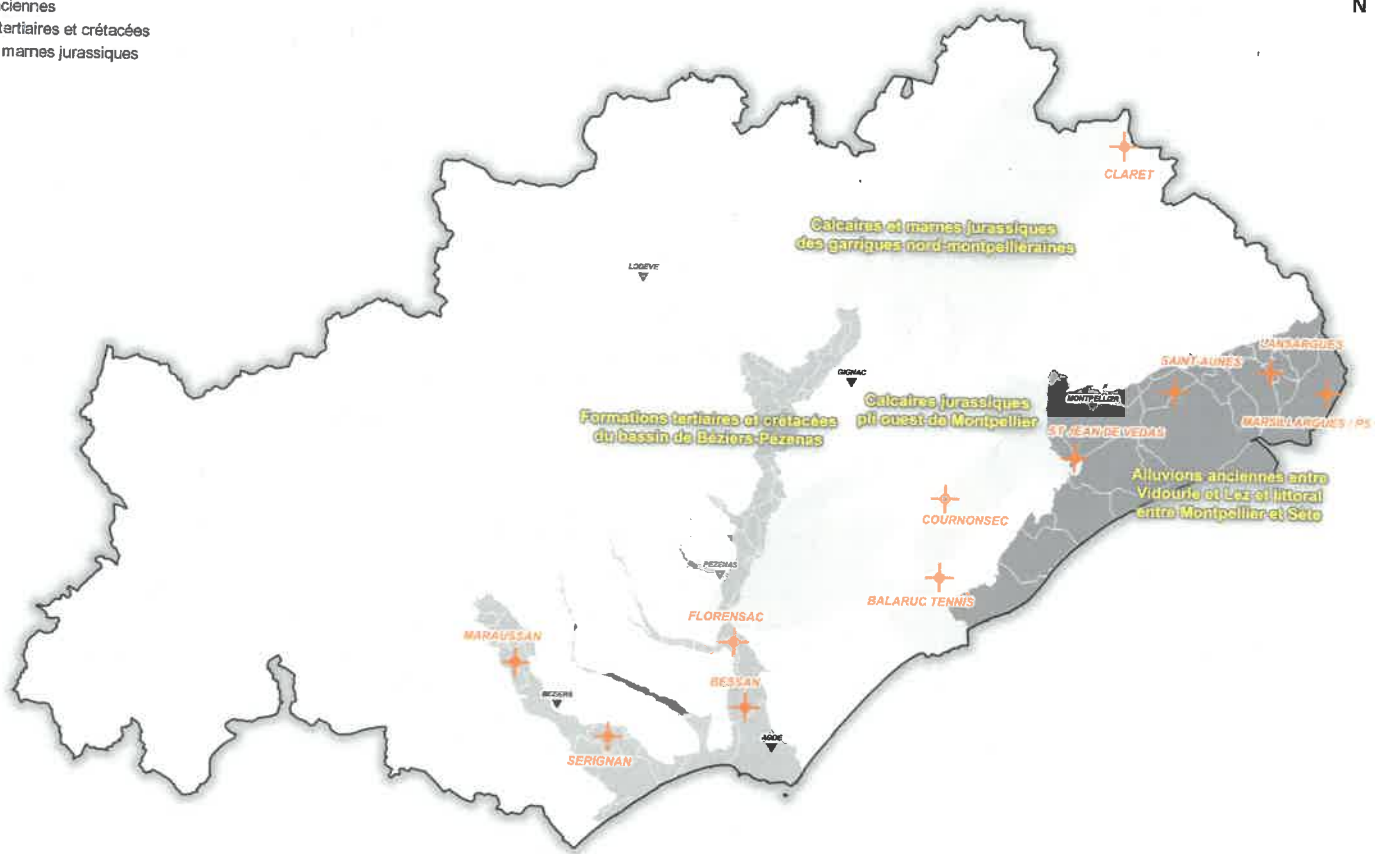 nciennes
tertiaires et crétacées
marnes jurassiques
N
CLARET
Calcaires et marnes jurassiques
des garrigues nord-montpelliéraines
LODEVE
GIGNAC
Calcaires jurassiques
pli ouest de Montpellier
Formations tertiaires et crétacées
du bassin de Béziers-Pézenas
MONTPELLIER
SAINT-AUNES
LANSARGUES
MARSILLARGUES / P5
ST JEAN DE VEDAS
Alluvions anciennes entre
Vidourle et Lez et littoral
entre Montpellier et Sète
COURNONSEC
BALARUC TENNIS
PEZENAS
FLORENSAC
MARAUSSAN
BESSAN
BEZIERS
SERIGNAN
AGDE